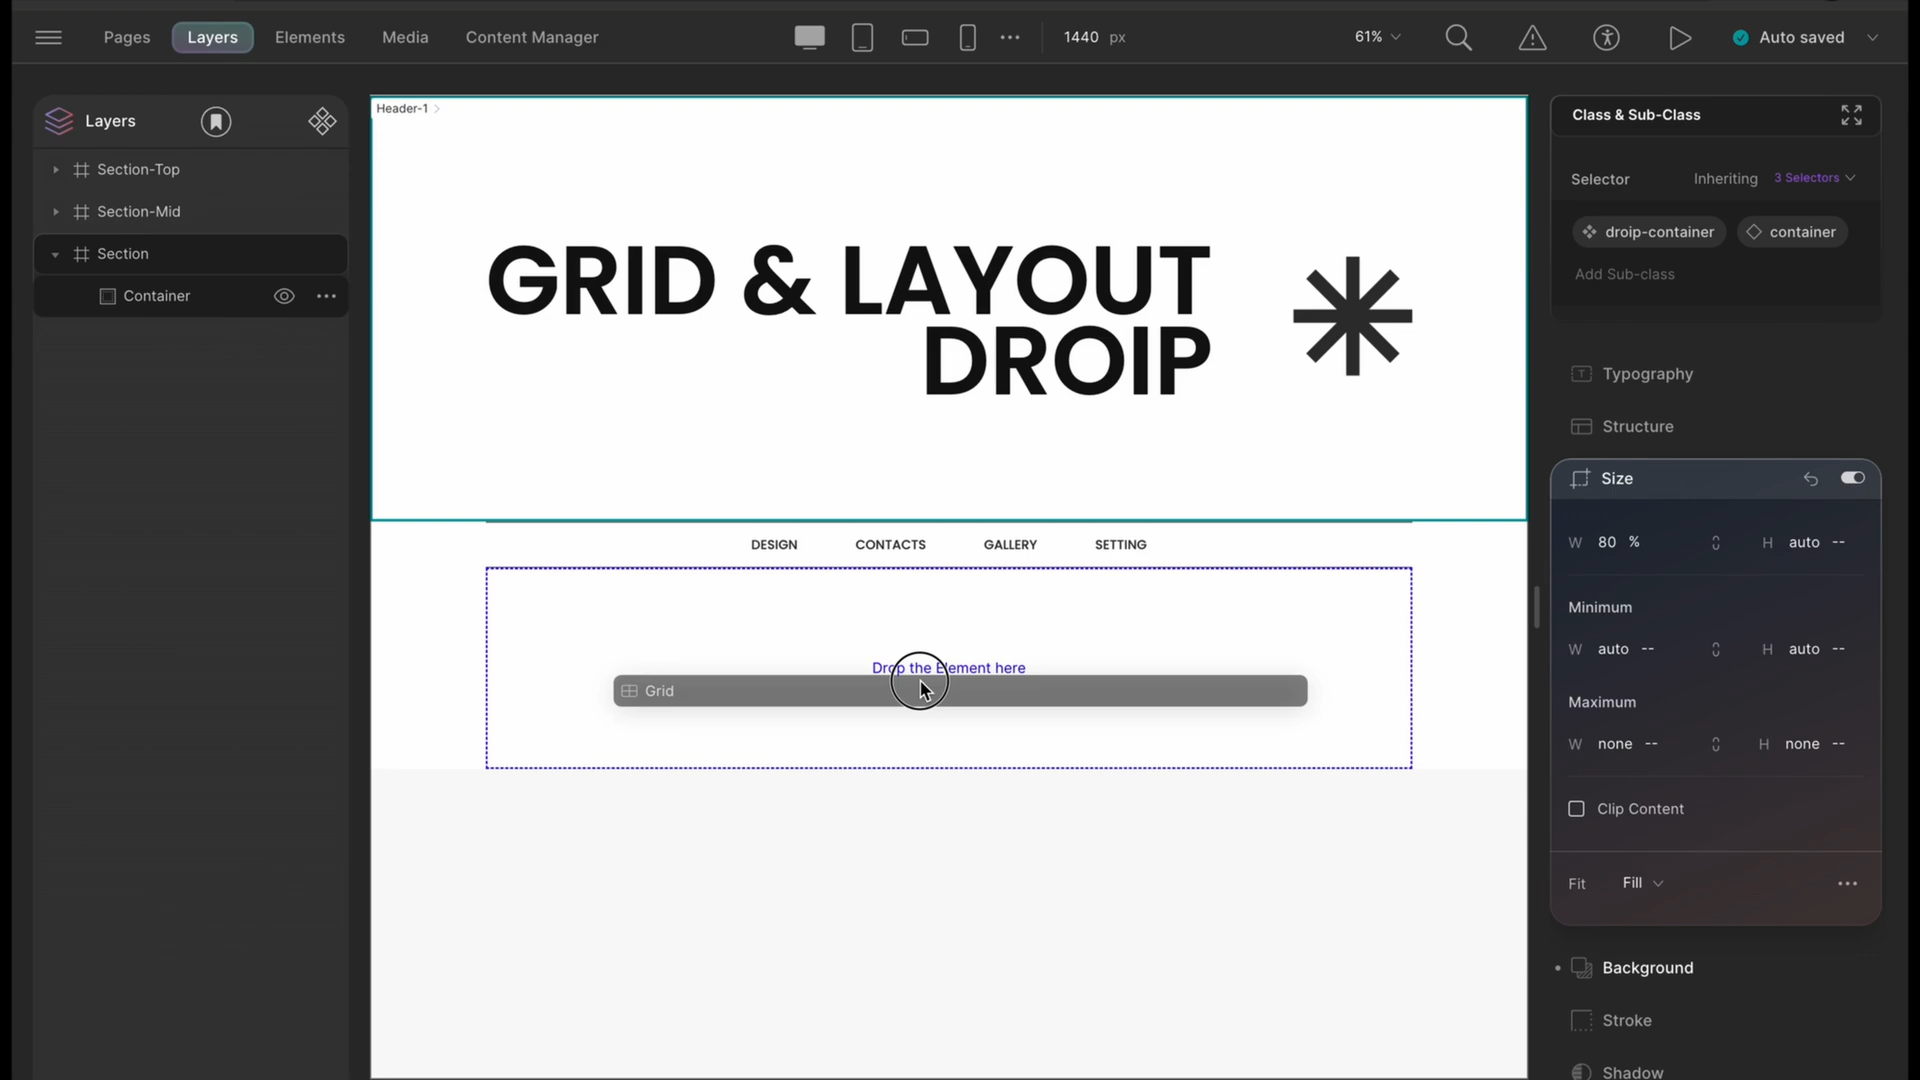 Pages Layers Elements Media Content Manager 1440 px 61% Auto saved
Layers
Section-Top
Section-Mid
Section
Container
Header-1
GRID & LAYOUT
DROIP
DESIGN CONTACTS GALLERY SETTING
Drop the Element here
Grid
Class & Sub-Class
Selector Inheriting 3 Selectors
droip-container container
Add Sub-class
Typography
Structure
Size
W 80 % H auto --
Minimum
W auto -- H auto --
Maximum
W none -- H none --
Clip Content
Fit Fill
Background
Stroke
Shadow